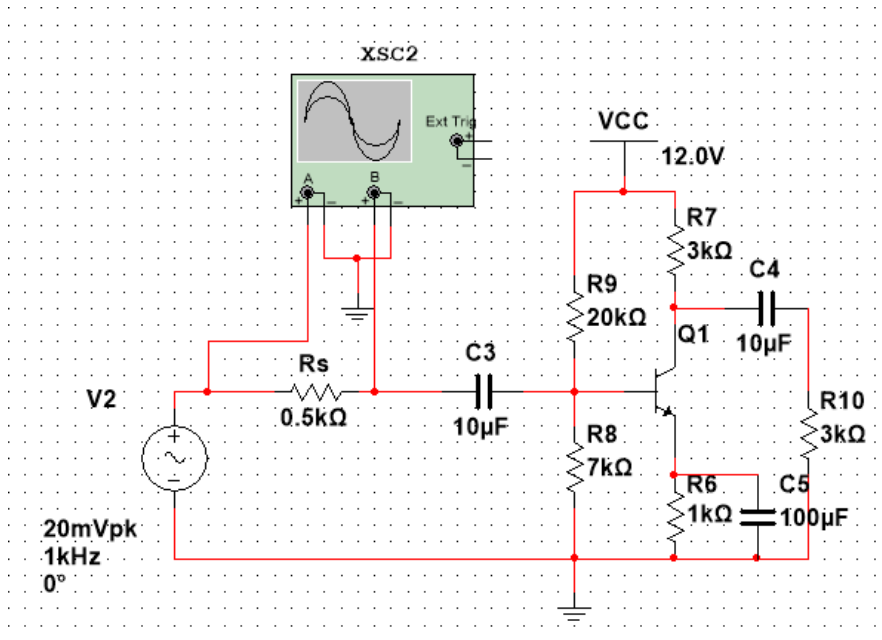 XSC2
Ext Trig
+
−
A
B
+
−
+
−
VCC
12.0V
R7
3kΩ
C4
10μF
R9
20kΩ
Q1
C3
10μF
Rs
0.5kΩ
V2
+
−
R10
3kΩ
R8
7kΩ
R6
1kΩ
C5
100μF
20mVpk
1kHz
0°